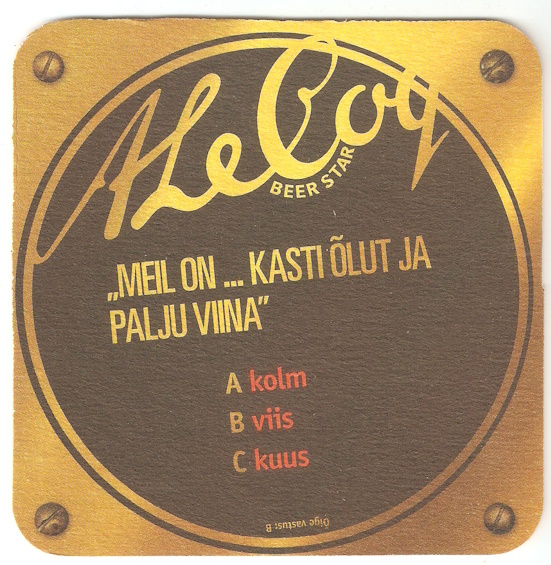 A Le Coq
BEER STAR
„MEIL ON ... KASTI ÕLUT JA
PALJU VIINA”
A kolm
B viis
C kuus
Õige vastus: B